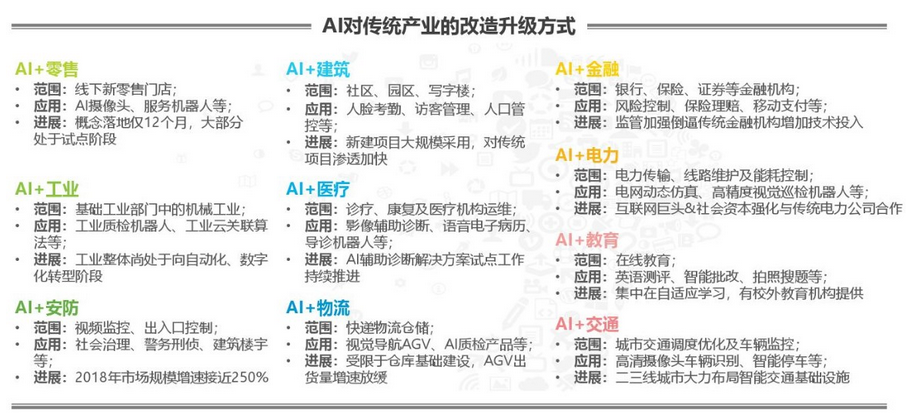 AI对传统产业的改造升级方式
AI+零售
• 范围：线下新零售门店；
• 应用：AI摄像头、服务机器人等；
• 进展：概念落地仅12个月，大部分
处于试点阶段
AI+工业
• 范围：基础工业部门中的机械工业；
• 应用：工业质检机器人、工业云关联算
法等；
• 进展：工业整体尚处于向自动化、数字
化转型阶段
AI+安防
• 范围：视频监控、出入口控制；
• 应用：社会治理、警务刑侦、建筑楼宇
等；
• 进展：2018年市场规模增速接近250%
AI+建筑
• 范围：社区、园区、写字楼；
• 应用：人脸考勤、访客管理、人口管
控等；
• 进展：新建项目大规模采用，对传统
项目渗透加快
AI+医疗
• 范围：诊疗、康复及医疗机构运维；
• 应用：影像辅助诊断、语音电子病历、
导诊机器人等；
• 进展：AI辅助诊断解决方案试点工作
持续推进
AI+物流
• 范围：快递物流仓储；
• 应用：视觉导航AGV、AI质检产品等；
• 进展：受限于仓库基础建设，AGV出
货量增速放缓
AI+金融
• 范围：银行、保险、证券等金融机构；
• 应用：风险控制、保险理赔、移动支付等；
• 进展：监管加强倒逼传统金融机构增加技术投入
AI+电力
• 范围：电力传输、线路维护及能耗控制；
• 应用：电网动态仿真、高精度视觉巡检机器人等；
• 进展：互联网巨头&社会资本强化与传统电力公司合作
AI+教育
• 范围：在线教育；
• 应用：英语测评、智能批改、拍照搜题等；
• 进展：集中在自适应学习，有校外教育机构提供
AI+交通
• 范围：城市交通调度优化及车辆监控；
• 应用：高清摄像头车辆识别、智能停车等；
• 进展：二三线城市大力布局智能交通基础设施